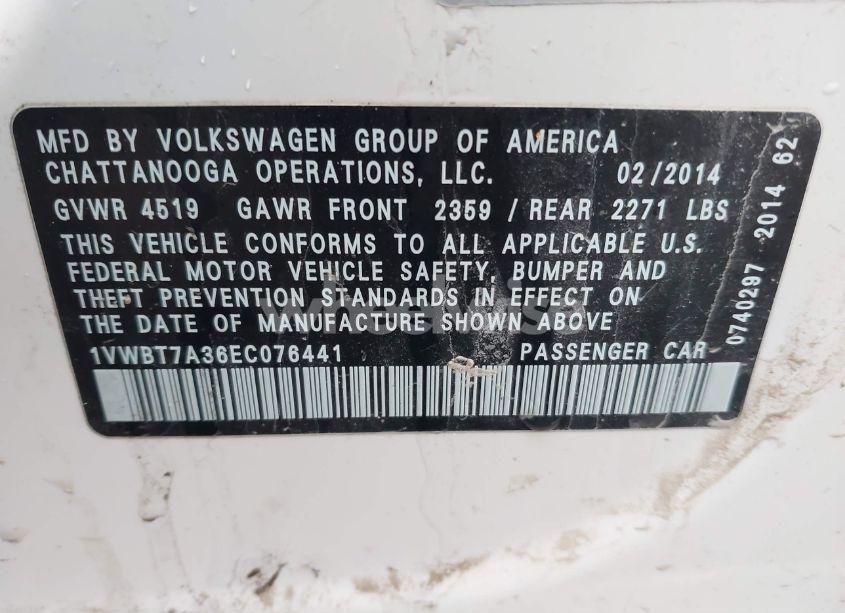 MFD BY VOLKSWAGEN GROUP OF AMERICA
CHATTANOOGA OPERATIONS, LLC. 02/2014
GVWR 4519 GAWR FRONT 2359 / REAR 2271 LBS
THIS VEHICLE CONFORMS TO ALL APPLICABLE U.S.
FEDERAL MOTOR VEHICLE SAFETY, BUMPER AND
THEFT PREVENTION STANDARDS IN EFFECT ON
THE DATE OF MANUFACTURE SHOWN ABOVE
1VWBT7A36EC076441 PASSENGER CAR
0740297 2014 62